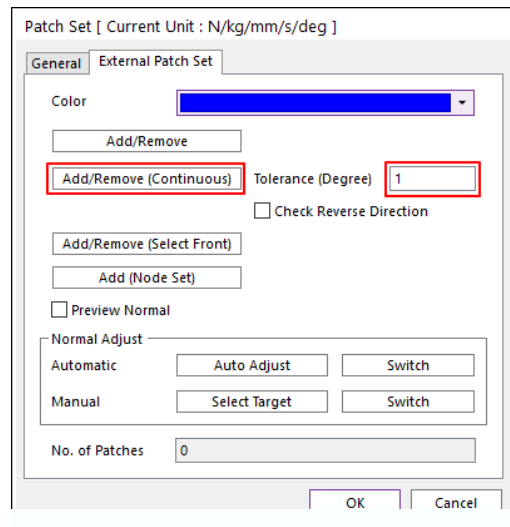 Patch Set [ Current Unit : N/kg/mm/s/deg ]
General External Patch Set
Color
Add/Remove
Add/Remove (Continuous) Tolerance (Degree) 1
Check Reverse Direction
Add/Remove (Select Front)
Add (Node Set)
Preview Normal
Normal Adjust
Automatic Auto Adjust Switch
Manual Select Target Switch
No. of Patches 0
OK Cancel